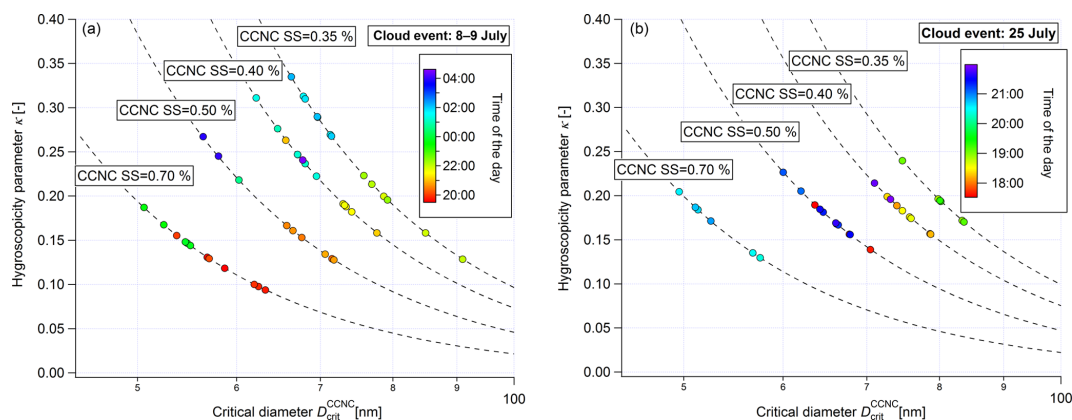 (a)
CCNC SS=0.35 %
Cloud event: 8–9 July
CCNC SS=0.40 %
CCNC SS=0.50 %
CCNC SS=0.70 %
04:00
02:00
00:00
22:00
20:00
Time of the day
Hygroscopicity parameter κ [-]
0.40
0.35
0.30
0.25
0.20
0.15
0.10
0.05
0.00
5
6
7
8
9
100
Critical diameter D_crit^CCNC [nm]
(b)
Cloud event: 25 July
CCNC SS=0.35 %
CCNC SS=0.40 %
CCNC SS=0.50 %
CCNC SS=0.70 %
21:00
20:00
19:00
18:00
Time of the day
Hygroscopicity parameter κ [-]
0.40
0.35
0.30
0.25
0.20
0.15
0.10
0.05
0.00
5
6
7
8
9
100
Critical diameter D_crit^CCNC [nm]